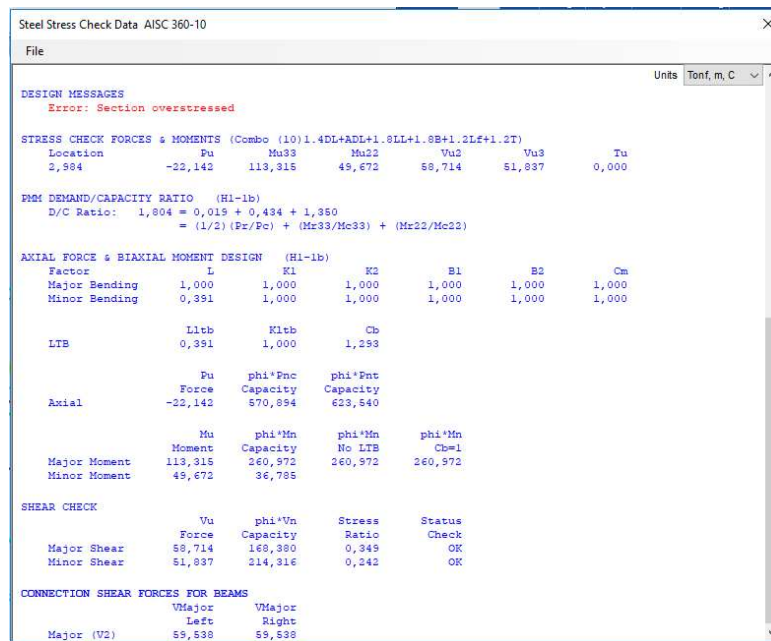 Steel Stress Check Data  AISC 360-10
File
Units  Tonf, m, C
DESIGN MESSAGES
Error: Section overstressed
STRESS CHECK FORCES & MOMENTS (Combo (10)1.4DL+ADL+1.8LL+1.8B+1.2Lf+1.2T)
Location  Pu  Mu33  Mu22  Vu2  Vu3  Tu
2,984  -22,142  113,315  49,672  58,714  51,837  0,000
PMM DEMAND/CAPACITY RATIO  (H1-1b)
D/C Ratio:  1,804 = 0,019 + 0,434 + 1,350
= (1/2)(Pr/Pc) + (Mr33/Mc33) + (Mr22/Mc22)
AXIAL FORCE & BIAXIAL MOMENT DESIGN  (H1-1b)
Factor  L  K1  K2  B1  B2  Cm
Major Bending  1,000  1,000  1,000  1,000  1,000  1,000
Minor Bending  0,391  1,000  1,000  1,000  1,000  1,000
Lltb  Kltb  Cb
LTB  0,391  1,000  1,293
Pu  phi*Pnc  phi*Pnt
Force  Capacity  Capacity
Axial  -22,142  570,894  623,540
Mu  phi*Mn  phi*Mn  phi*Mn
Moment  Capacity  No LTB  Cb=1
Major Moment  113,315  260,972  260,972  260,972
Minor Moment  49,672  36,785
SHEAR CHECK
Vu  phi*Vn  Stress  Status
Force  Capacity  Ratio  Check
Major Shear  58,714  168,380  0,349  OK
Minor Shear  51,837  214,316  0,242  OK
CONNECTION SHEAR FORCES FOR BEAMS
VMajor  VMajor
Left  Right
Major (V2)  59,538  59,538